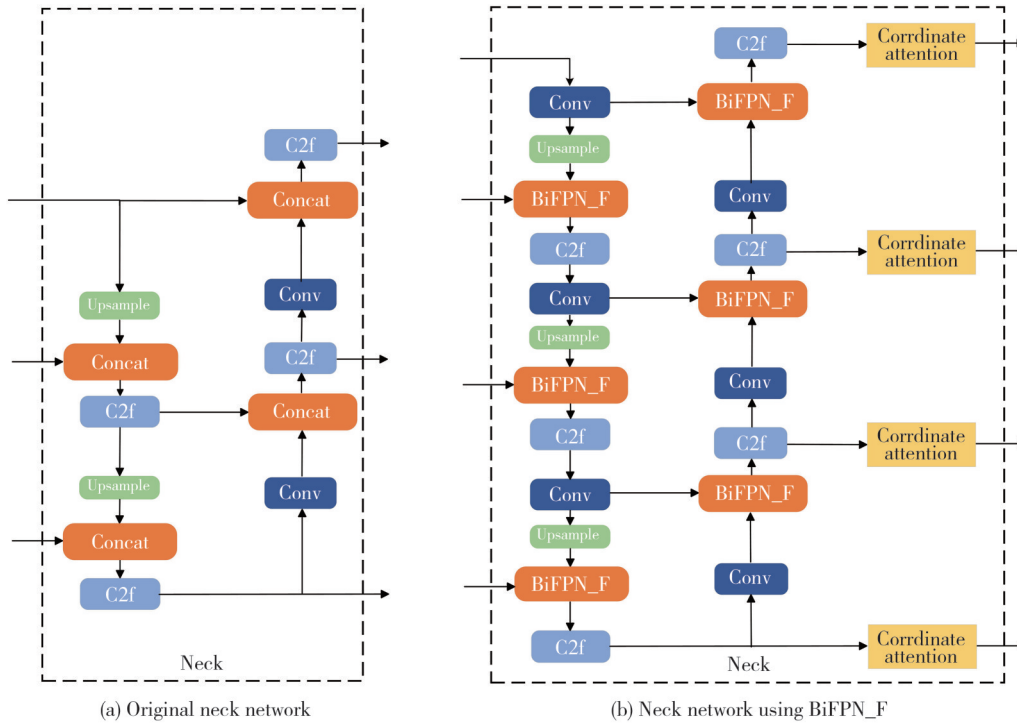 C2f
Concat
Upsample
Conv
Concat
C2f
C2f
Concat
Upsample
Conv
Concat
C2f
Neck
(a) Original neck network
C2f
Corrdinate
attention
Conv
BiFPN_F
Upsample
BiFPN_F
Conv
C2f
C2f
Corrdinate
attention
Conv
BiFPN_F
Upsample
BiFPN_F
Conv
C2f
C2f
Corrdinate
attention
Conv
BiFPN_F
Upsample
BiFPN_F
Conv
C2f
Corrdinate
attention
Neck
(b) Neck network using BiFPN_F